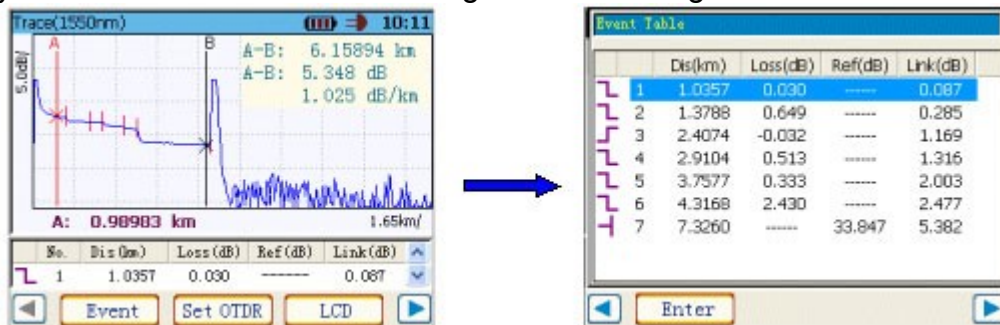 Trace(1550nm) 10:11
A B
A-B: 6.15894 km
A-B: 5.348 dB
1.025 dB/km
5.0dB/
A: 0.98983 km 1.65km/
No. Dis(km) Loss(dB) Ref(dB) Link(dB)
1 1.0357 0.030 ------- 0.087
Event Set OTDR LCD
Event Table
Dis(km) Loss(dB) Ref(dB) Link(dB)
1 1.0357 0.030 ------ 0.087
2 1.3788 0.649 ------ 0.285
3 2.4074 -0.032 ------ 1.169
4 2.9104 0.513 ------ 1.316
5 3.7577 0.333 ------ 2.003
6 4.3168 2.430 ------ 2.477
7 7.3260 ------ 33.847 5.382
Enter